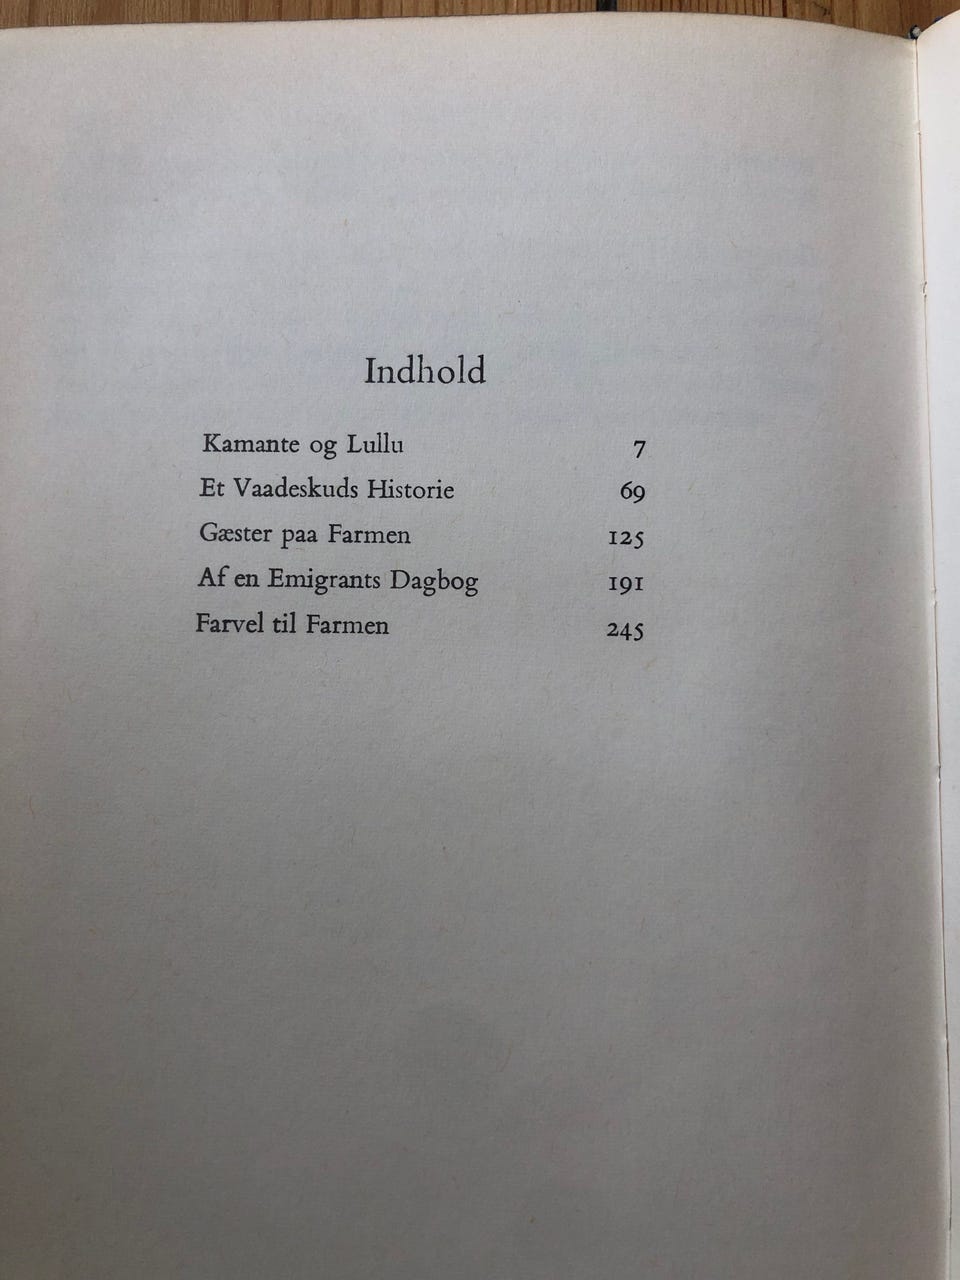 Indhold
Kamante og Lullu 7
Et Vaadeskuds Historie 69
Gæster paa Farmen 125
Af en Emigrants Dagbog 191
Farvel til Farmen 245